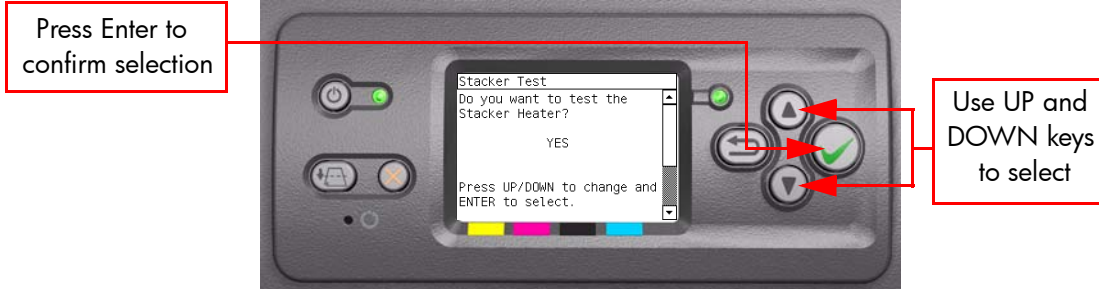 Press Enter to
confirm selection
Stacker Test
Do you want to test the
Stacker Heater?
YES
Press UP/DOWN to change and
ENTER to select.
Use UP and
DOWN keys
to select